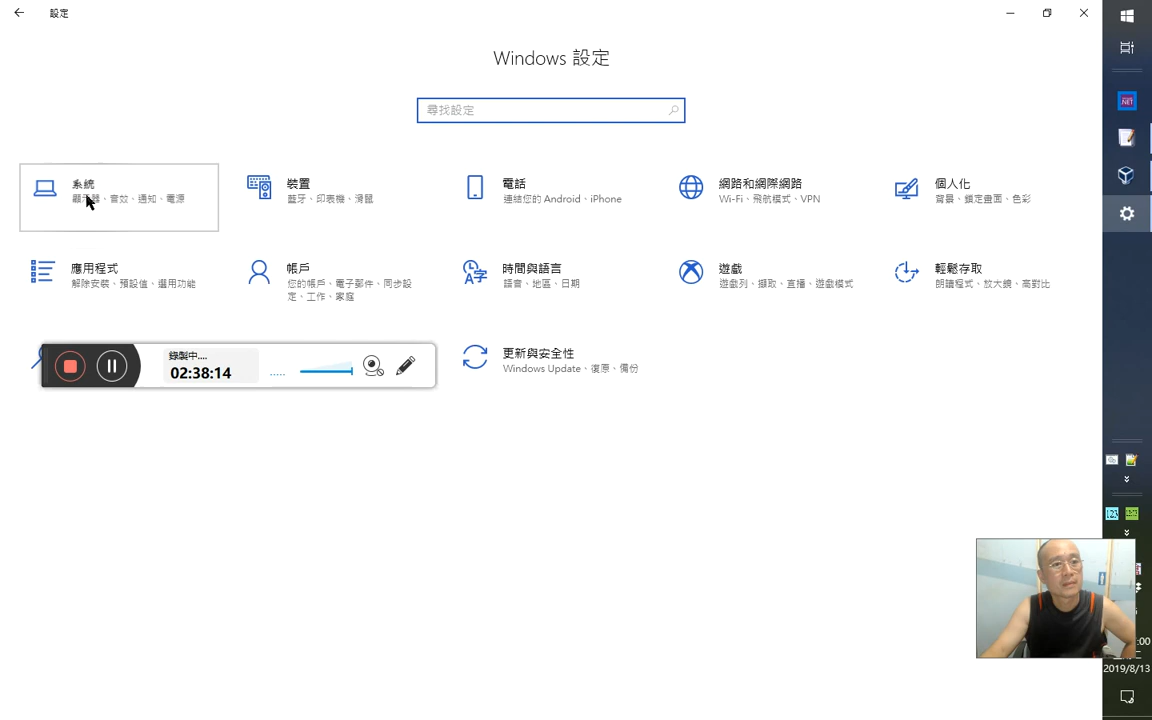 設定
Windows 設定
尋找設定
系統
顯示器、音效、通知、電源
裝置
藍牙、印表機、滑鼠
電話
連結您的 Android、iPhone
網路和網際網路
Wi-Fi、飛航模式、VPN
個人化
背景、鎖定畫面、色彩
應用程式
解除安裝、預設值、選用功能
帳戶
您的帳戶、電子郵件、同步設
定、工作、家庭
時間與語言
語音、地區、日期
遊戲
遊戲列、擷取、直播、遊戲模式
輕鬆存取
朗讀程式、放大鏡、高對比
錄製中....
02:38:14
更新與安全性
Windows Update、復原、備份
NET
123
:00
2019/8/13